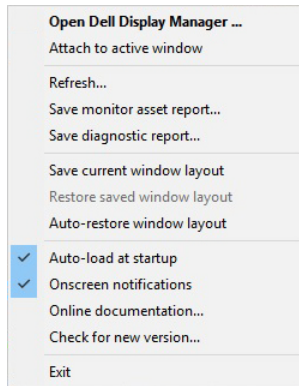 Open Dell Display Manager ...
Attach to active window
Refresh...
Save monitor asset report...
Save diagnostic report...
Save current window layout
Restore saved window layout
Auto-restore window layout
Auto-load at startup
Onscreen notifications
Online documentation...
Check for new version...
Exit